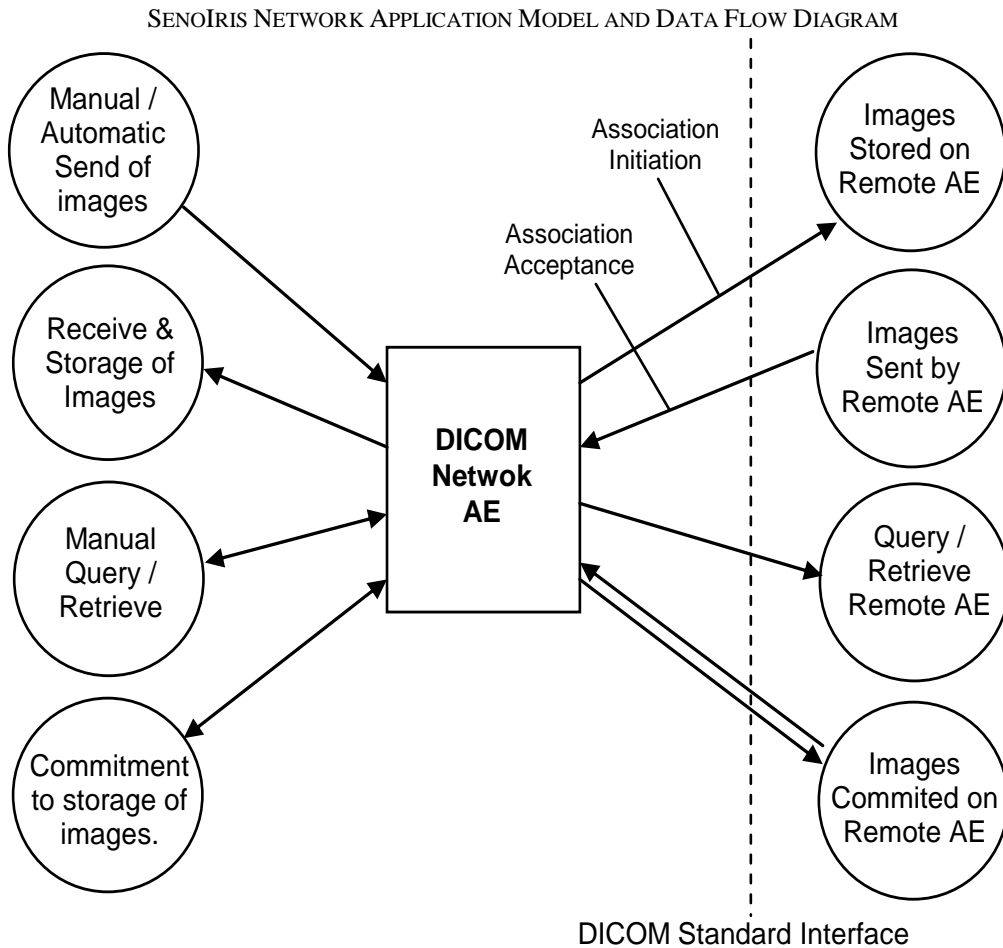 SENOIRIS NETWORK APPLICATION MODEL AND DATA FLOW DIAGRAM
Manual /
Automatic
Send of
images
Receive &
Storage of
Images
Manual
Query /
Retrieve
Commitment
to storage of
images.
DICOM
Netwok
AE
Association
Initiation
Association
Acceptance
Images
Stored on
Remote AE
Images
Sent by
Remote AE
Query /
Retrieve
Remote AE
Images
Commited on
Remote AE
DICOM Standard Interface